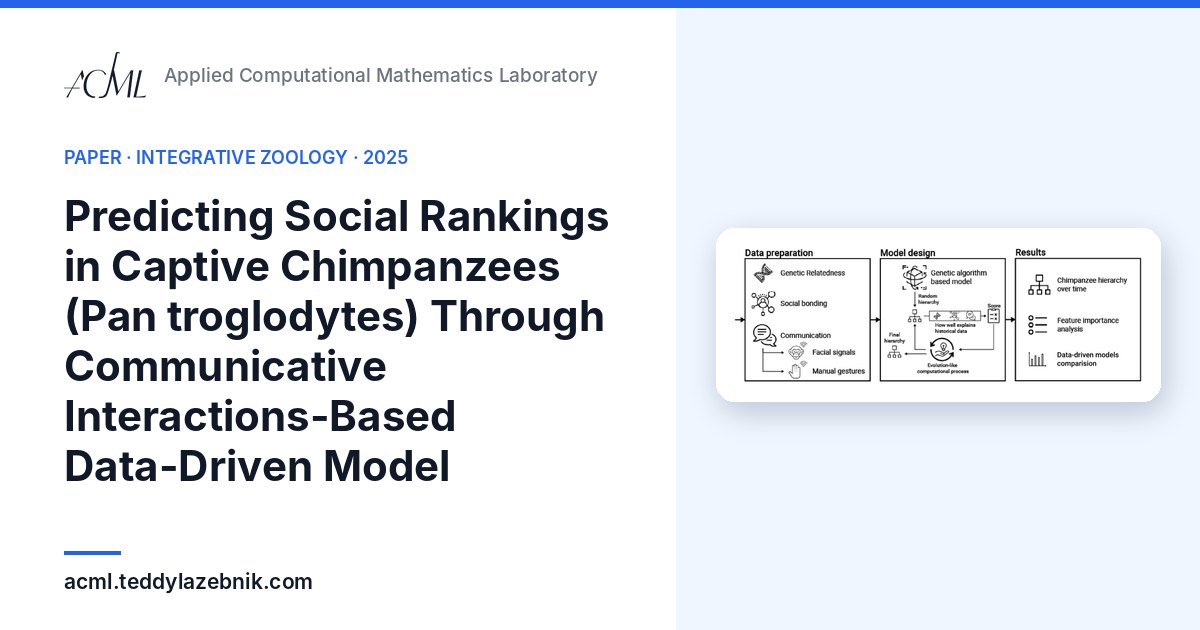 ACML
Applied Computational Mathematics Laboratory
PAPER · INTEGRATIVE ZOOLOGY · 2025
Predicting Social Rankings
in Captive Chimpanzees
(Pan troglodytes) Through
Communicative
Interactions-Based
Data-Driven Model
acml.teddylazebnik.com
Data preparation
Genetic Relatedness
Social bonding
Communication
Facial signals
Manual gestures
Model design
Genetic algorithm
based model
Random
hierarchy
Score
How well explains
historical data
Final
hierarchy
Evolution-like
computational process
Results
Chimpanzee hierarchy
over time
Feature importance
analysis
Data-driven models
comparision